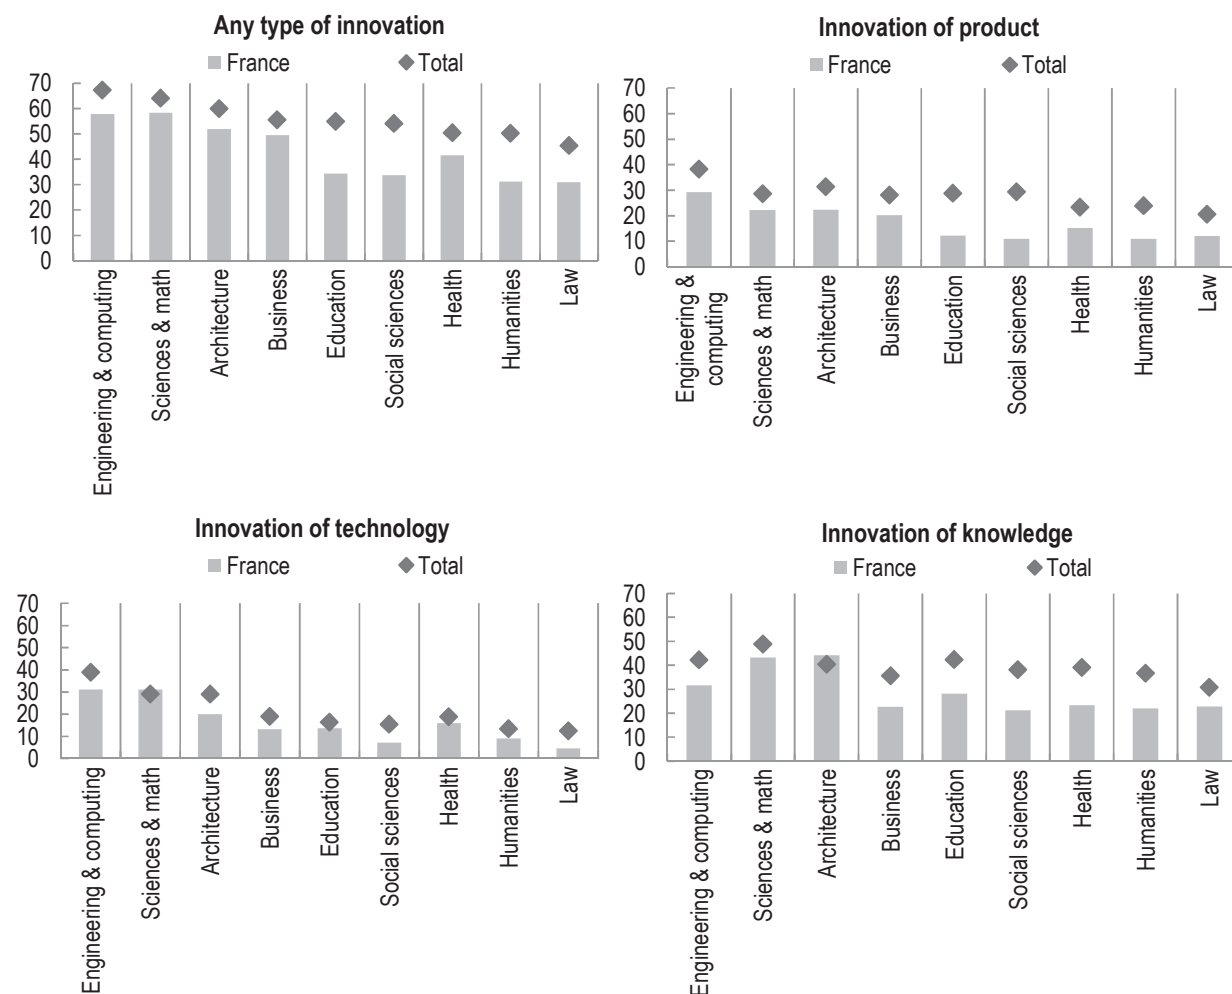 Any type of innovation
France Total
70
60
50
40
30
20
10
0
Engineering & computing
Sciences & math
Architecture
Business
Education
Social sciences
Health
Humanities
Law
Innovation of product
France Total
70
60
50
40
30
20
10
0
Engineering &
computing
Sciences & math
Architecture
Business
Education
Social sciences
Health
Humanities
Law
Innovation of technology
France Total
70
60
50
40
30
20
10
0
Engineering & computing
Sciences & math
Architecture
Business
Education
Social sciences
Health
Humanities
Law
Innovation of knowledge
France Total
70
60
50
40
30
20
10
0
Engineering & computing
Sciences & math
Architecture
Business
Education
Social sciences
Health
Humanities
Law